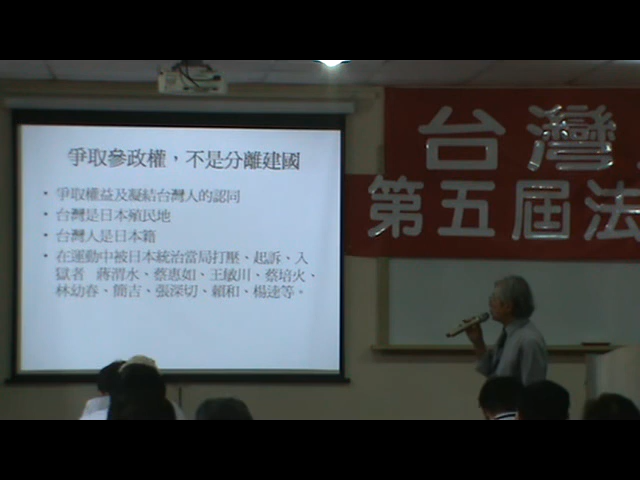 爭取參政權，不是分離建國
• 爭取權益及凝結台灣人的認同
• 台灣是日本殖民地
• 台灣人是日本籍
• 在運動中被日本統治當局打壓、起訴、入
獄者 蔣渭水、蔡惠如、王敏川、蔡培火、
林幼春、簡吉、張深切、賴和、楊逵等。
台灣
第五屆法